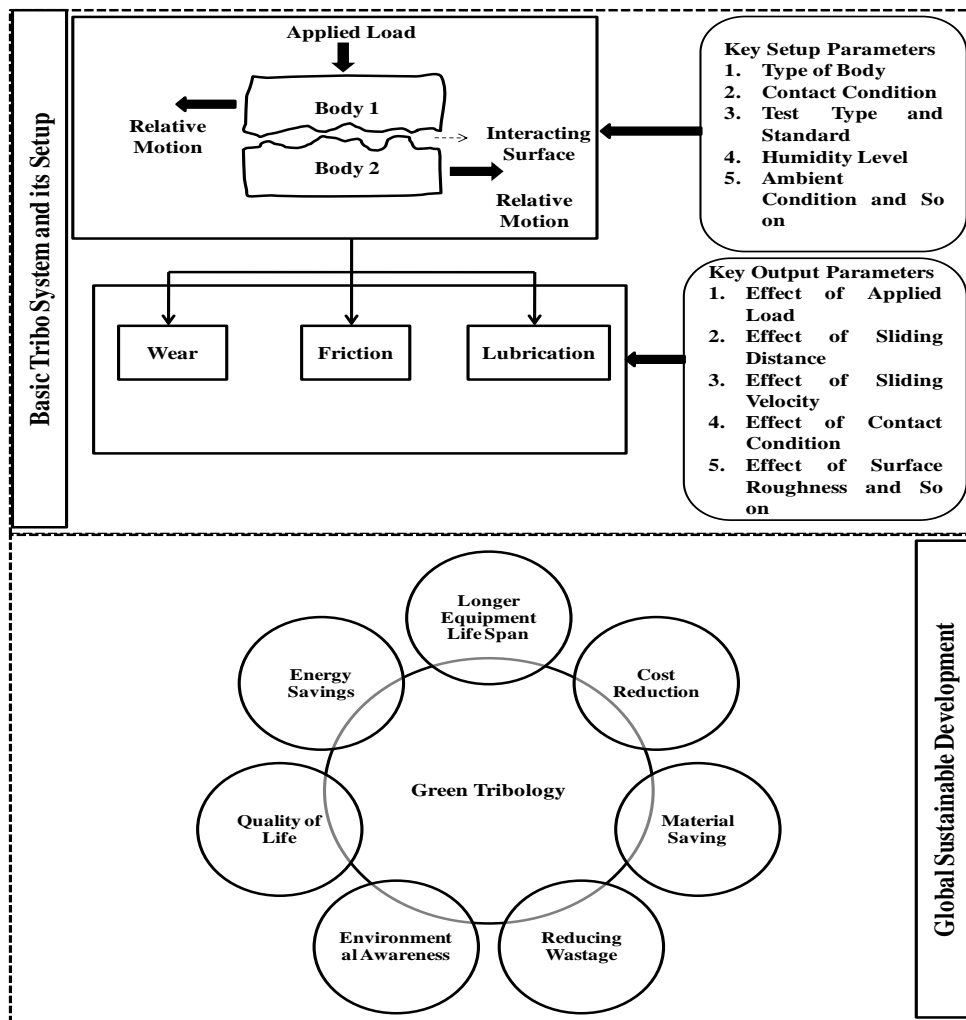 Basic Tribo System and its Setup
Applied Load
Body 1
Relative
Motion
Interacting
Surface
Body 2
Relative
Motion
Key Setup Parameters
1. Type of Body
2. Contact Condition
3. Test Type and
Standard
4. Humidity Level
5. Ambient
Condition and So
on
Wear
Friction
Lubrication
Key Output Parameters
1. Effect of Applied
Load
2. Effect of Sliding
Distance
3. Effect of Sliding
Velocity
4. Effect of Contact
Condition
5. Effect of Surface
Roughness and So
on
Longer
Equipment
Life Span
Energy
Savings
Cost
Reduction
Green Tribology
Quality of
Life
Material
Saving
Environment
al Awareness
Reducing
Wastage
Global Sustainable Development